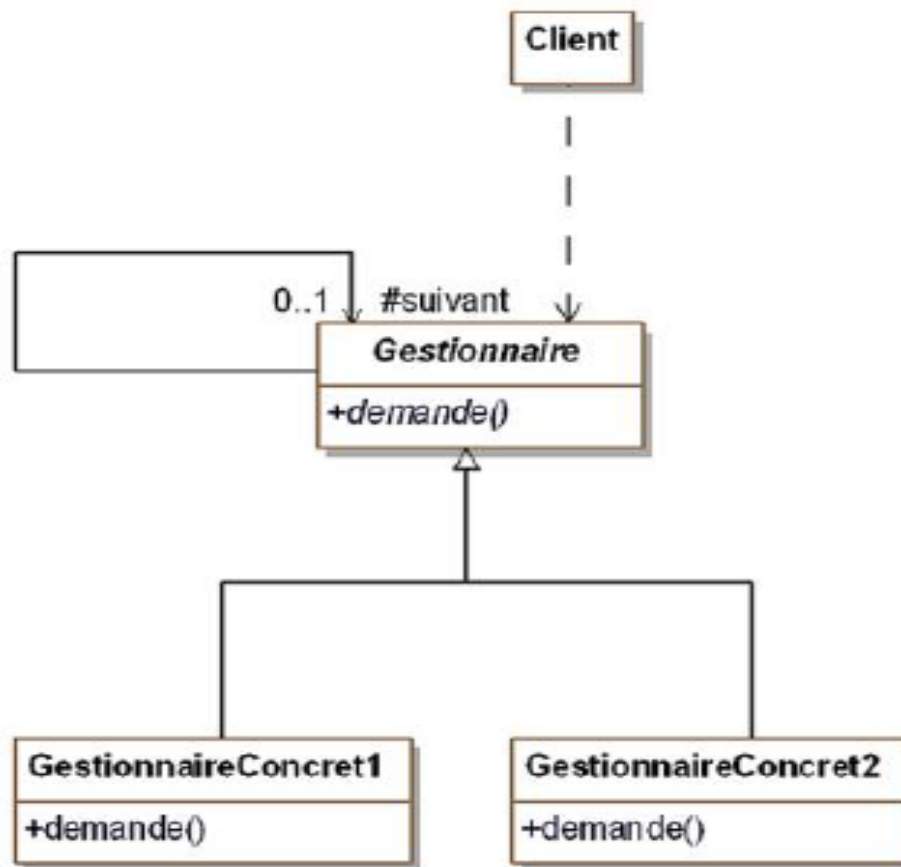 Client
0..1 #suivant
Gestionnaire
+demande()
GestionnaireConcret1
+demande()
GestionnaireConcret2
+demande()